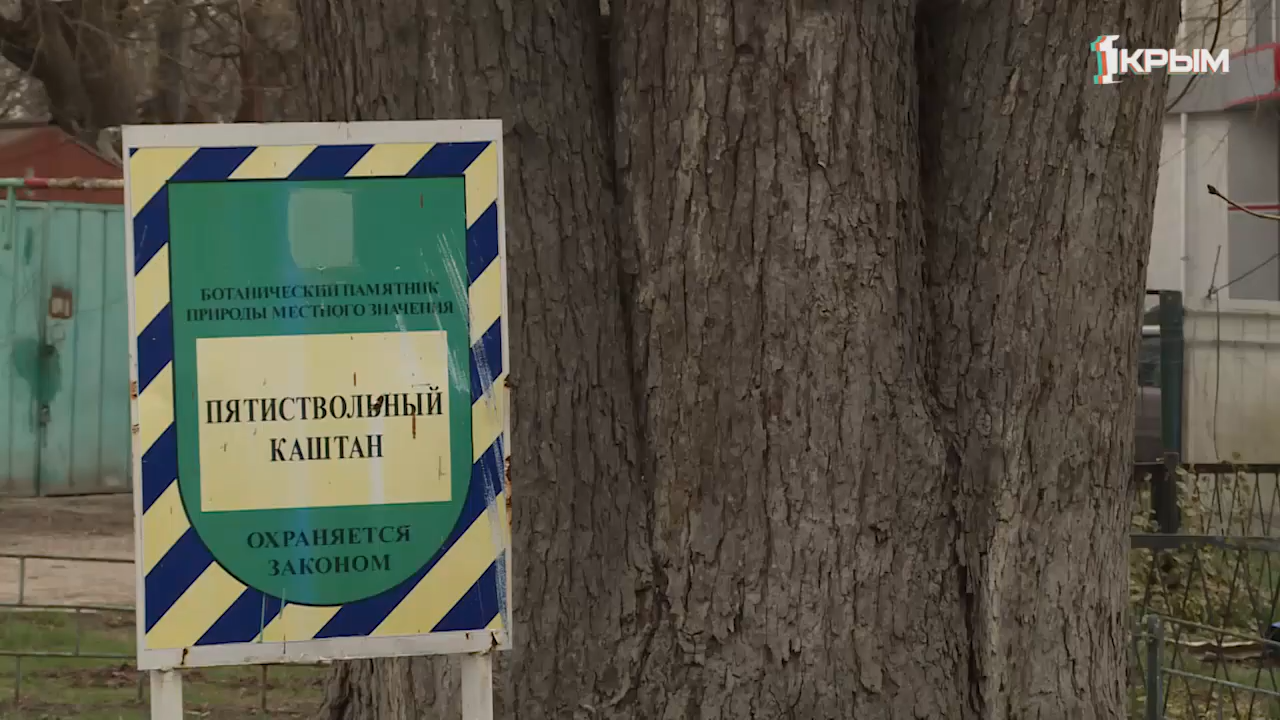 1КРЫМ
БОТАНИЧЕСКИЙ ПАМЯТНИК
ПРИРОДЫ МЕСТНОГО ЗНАЧЕНИЯ
ПЯТИСТВОЛЬНЫЙ
КАШТАН
ОХРАНЯЕТСЯ
ЗАКОНОМ